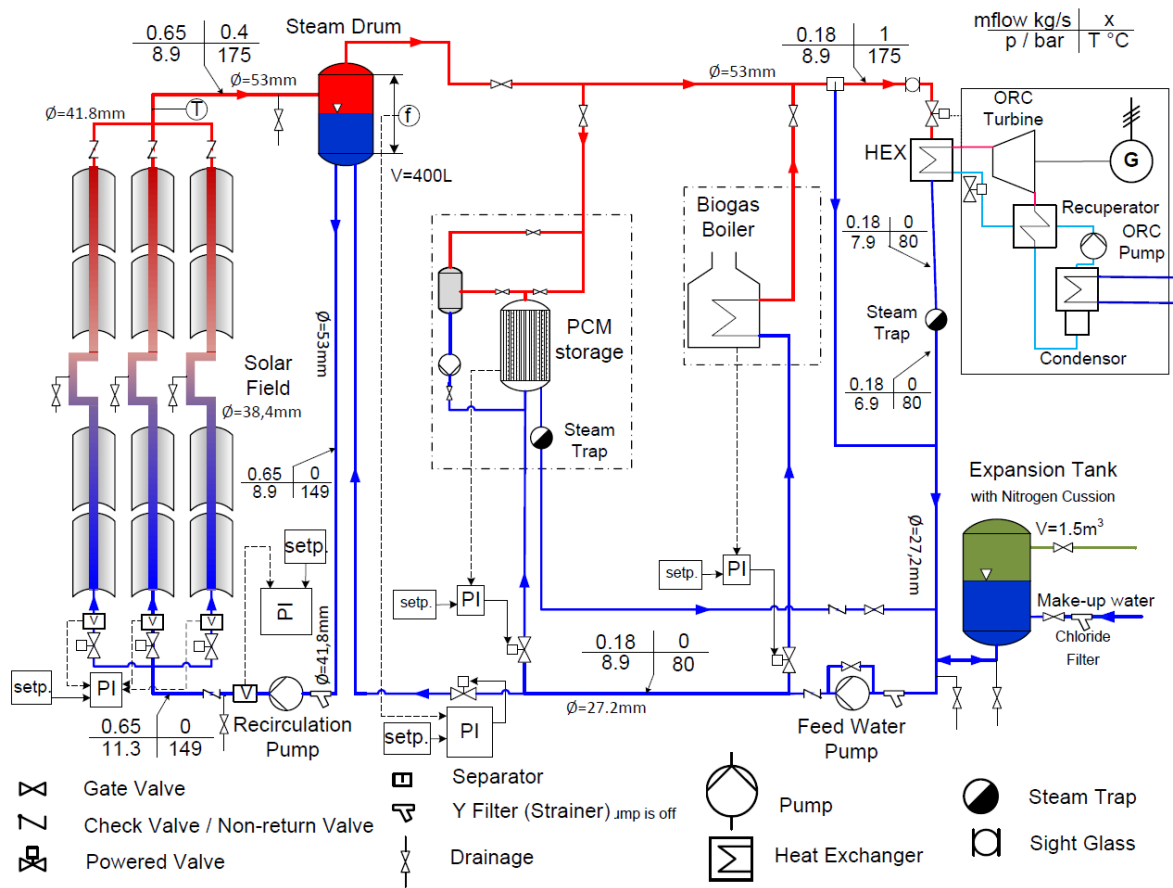 0.65 0.4
8.9 175
Steam Drum
0.18 1
8.9 175
mflow kg/s x
p / bar T °C
Ø=53mm
Ø=53mm
Ø=41.8mm
T
f
V=400L
ORC
Turbine
HEX
G
Biogas
Boiler
0.18 0
7.9 80
Recuperator
ORC
Pump
PCM
storage
Steam
Trap
Condensor
Ø=53mm
Solar
Field
Ø=38,4mm
0.18 0
6.9 80
Steam
Trap
0.65 0
8.9 149
Expansion Tank
with Nitrogen Cussion
V=1.5m³
Ø=27,2mm
setp.
PI
setp.
PI
setp.
PI
Make-up water
Chloride
Filter
V
V
V
Ø=41,8mm
0.18 0
8.9 80
setp.
PI
V
Ø=27.2mm
Recirculation
Pump
0.65 0
11.3 149
setp.
PI
Feed Water
Pump
Gate Valve
Check Valve / Non-return Valve
Powered Valve
Separator
Y Filter (Strainer) ump is off
Drainage
Pump
Heat Exchanger
Steam Trap
Sight Glass